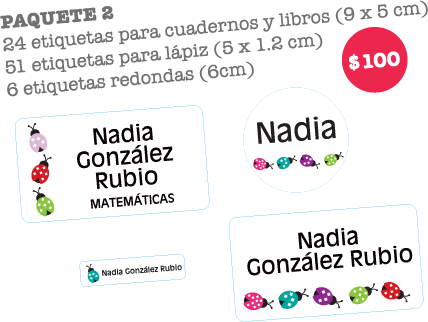 PAQUETE 2
24 etiquetas para cuadernos y libros (9 x 5 cm)
51 etiquetas para lápiz (5 x 1.2 cm)
6 etiquetas redondas (6cm)
$100
Nadia
González
Rubio
MATEMÁTICAS
Nadia
Nadia González Rubio
Nadia
González Rubio